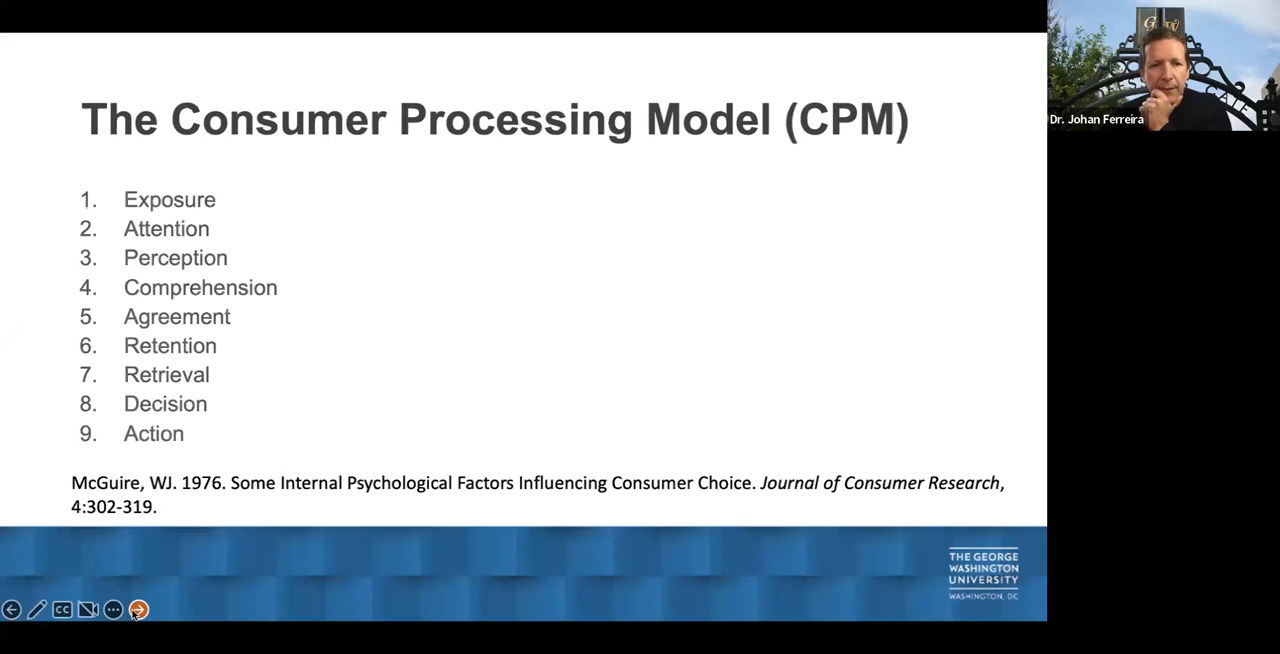 The Consumer Processing Model (CPM)
1. Exposure
2. Attention
3. Perception
4. Comprehension
5. Agreement
6. Retention
7. Retrieval
8. Decision
9. Action
McGuire, WJ. 1976. Some Internal Psychological Factors Influencing Consumer Choice. Journal of Consumer Research,
4:302-319.
THE GEORGE
WASHINGTON
UNIVERSITY
WASHINGTON, DC
CC
Dr. Johan Ferreira